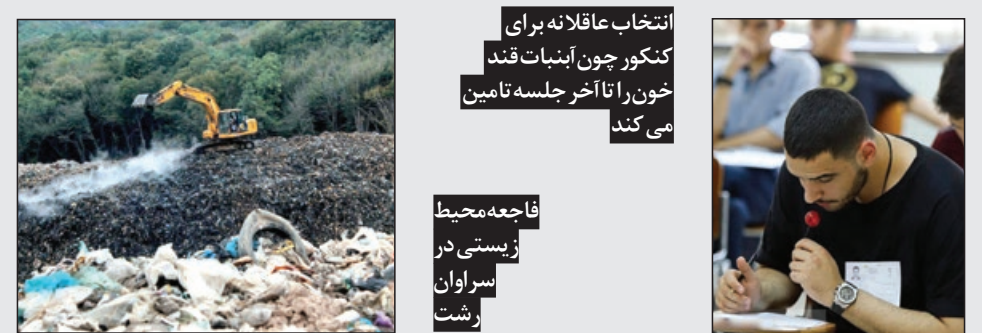 انتخاب عاقلانه برای
کنکور چون آبنبات قند
خون را تا آخر جلسه تامین
می کند
فاجعه محیط
زیستی در
سراوان
رشت